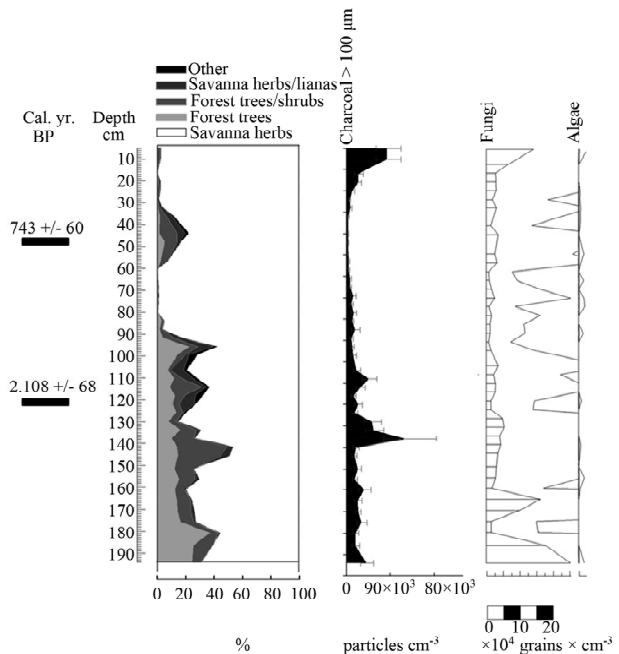 Other
Savanna herbs/lianas
Forest trees/shrubs
Forest trees
Savanna herbs
Cal. yr.
BP
Depth
cm
Charcoal > 100 µm
Fungi
Algae
10
20
30
40
50
60
70
80
90
100
110
120
130
140
150
160
170
180
190
743 +/- 60
2.108 +/- 68
0 20 40 60 80 100
%
0 90×10³ 80×10³
particles cm-³
0 10 20
×10⁴ grains × cm-³